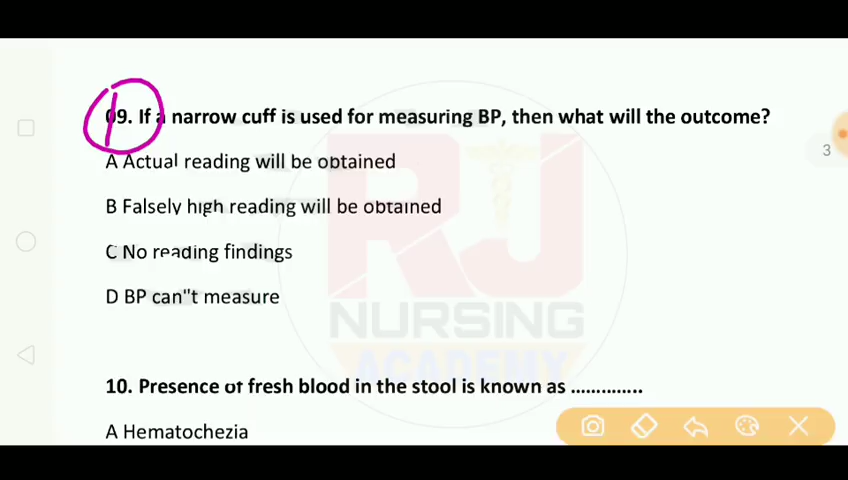 09. If a narrow cuff is used for measuring BP, then what will the outcome?
A Actual reading will be obtained
3
B Falsely high reading will be obtained
C No reading findings
D BP can"t measure
RJ
NURSING
ACADEMY
10. Presence of fresh blood in the stool is known as ..............
A Hematochezia